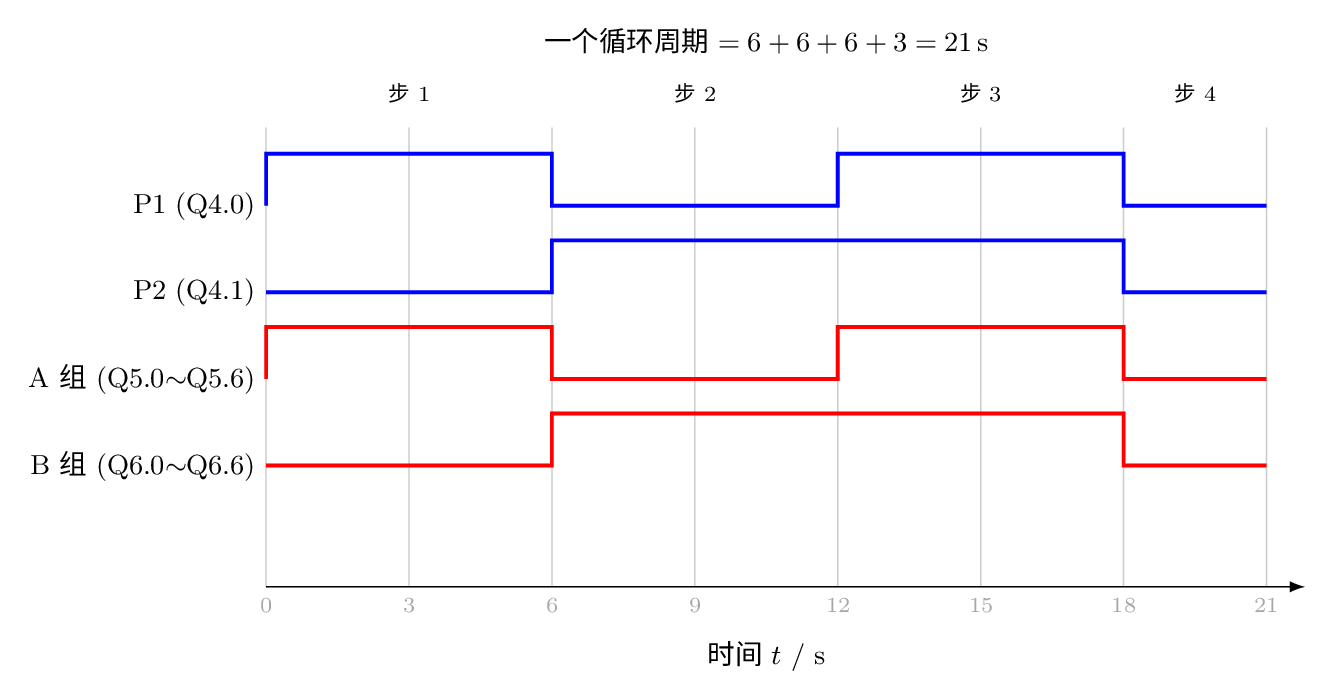 一个循环周期 = 6 + 6 + 6 + 3 = 21 s
步 1 步 2 步 3 步 4
P1 (Q4.0)
P2 (Q4.1)
A 组 (Q5.0~Q5.6)
B 组 (Q6.0~Q6.6)
0 3 6 9 12 15 18 21
时间 t / s